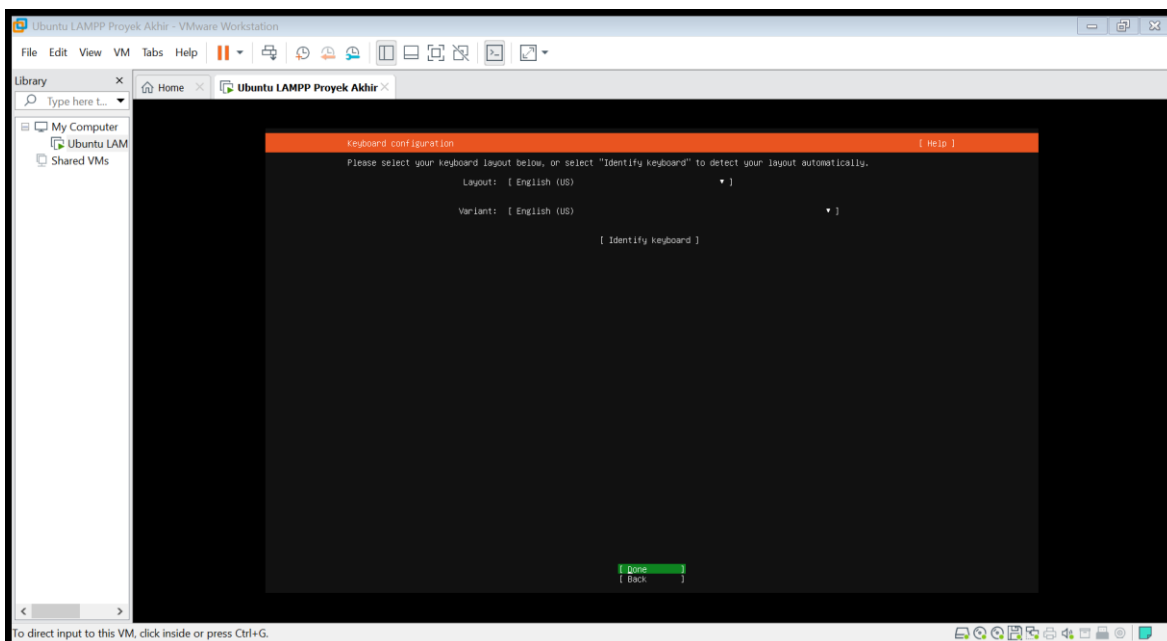 Ubuntu LAMPP Proyek Akhir - VMware Workstation
File Edit View VM Tabs Help
Library ×
Home × Ubuntu LAMPP Proyek Akhir ×
Type here t...
My Computer
Ubuntu LAM
Shared VMs
Keyboard configuration [ Help ]
Please select your keyboard layout below, or select "Identify keyboard" to detect your layout automatically.
Layout: [ English (US) ▾ ]
Variant: [ English (US) ▾ ]
[ Identify keyboard ]
[ Done ]
[ Back ]
To direct input to this VM, click inside or press Ctrl+G.